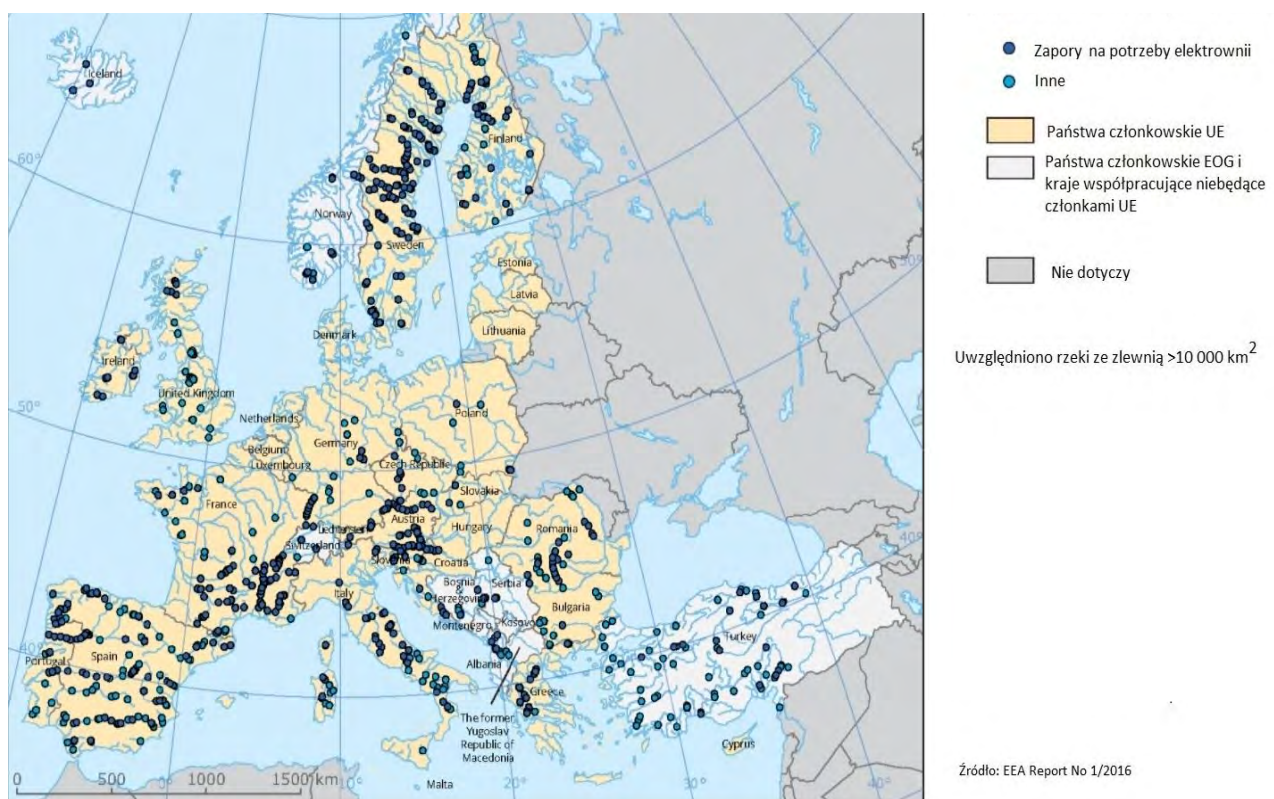 Iceland
60°
Norway
Finland
Sweden
Estonia
Latvia
Lithuania
Denmark
Ireland
United Kingdom
50°
Netherlands
Poland
Germany
Belgium
Luxembourg
Czech Republic
Slovakia
France
Austria
Liechtenstein
Switzerland
Hungary
Romania
Slovenia
Croatia
Italy
Bosnia
&
Herzegovina
Serbia
Bulgaria
Montenegro
Kosovo
Portugal
Spain
40°
Albania
Turkey
Greece
The former
Yugoslav
Republic of
Macedonia
Cyprus
Malta
0 500 1000 1500 km
0°
20°
30°
40°
50°
40°
Zapory na potrzeby elektrownii
Inne
Państwa członkowskie UE
Państwa członkowskie EOG i
kraje współpracujące niebędące
członkami UE
Nie dotyczy
Uwzględniono rzeki ze zlewnią >10 000 km²
Źródło: EEA Report No 1/2016